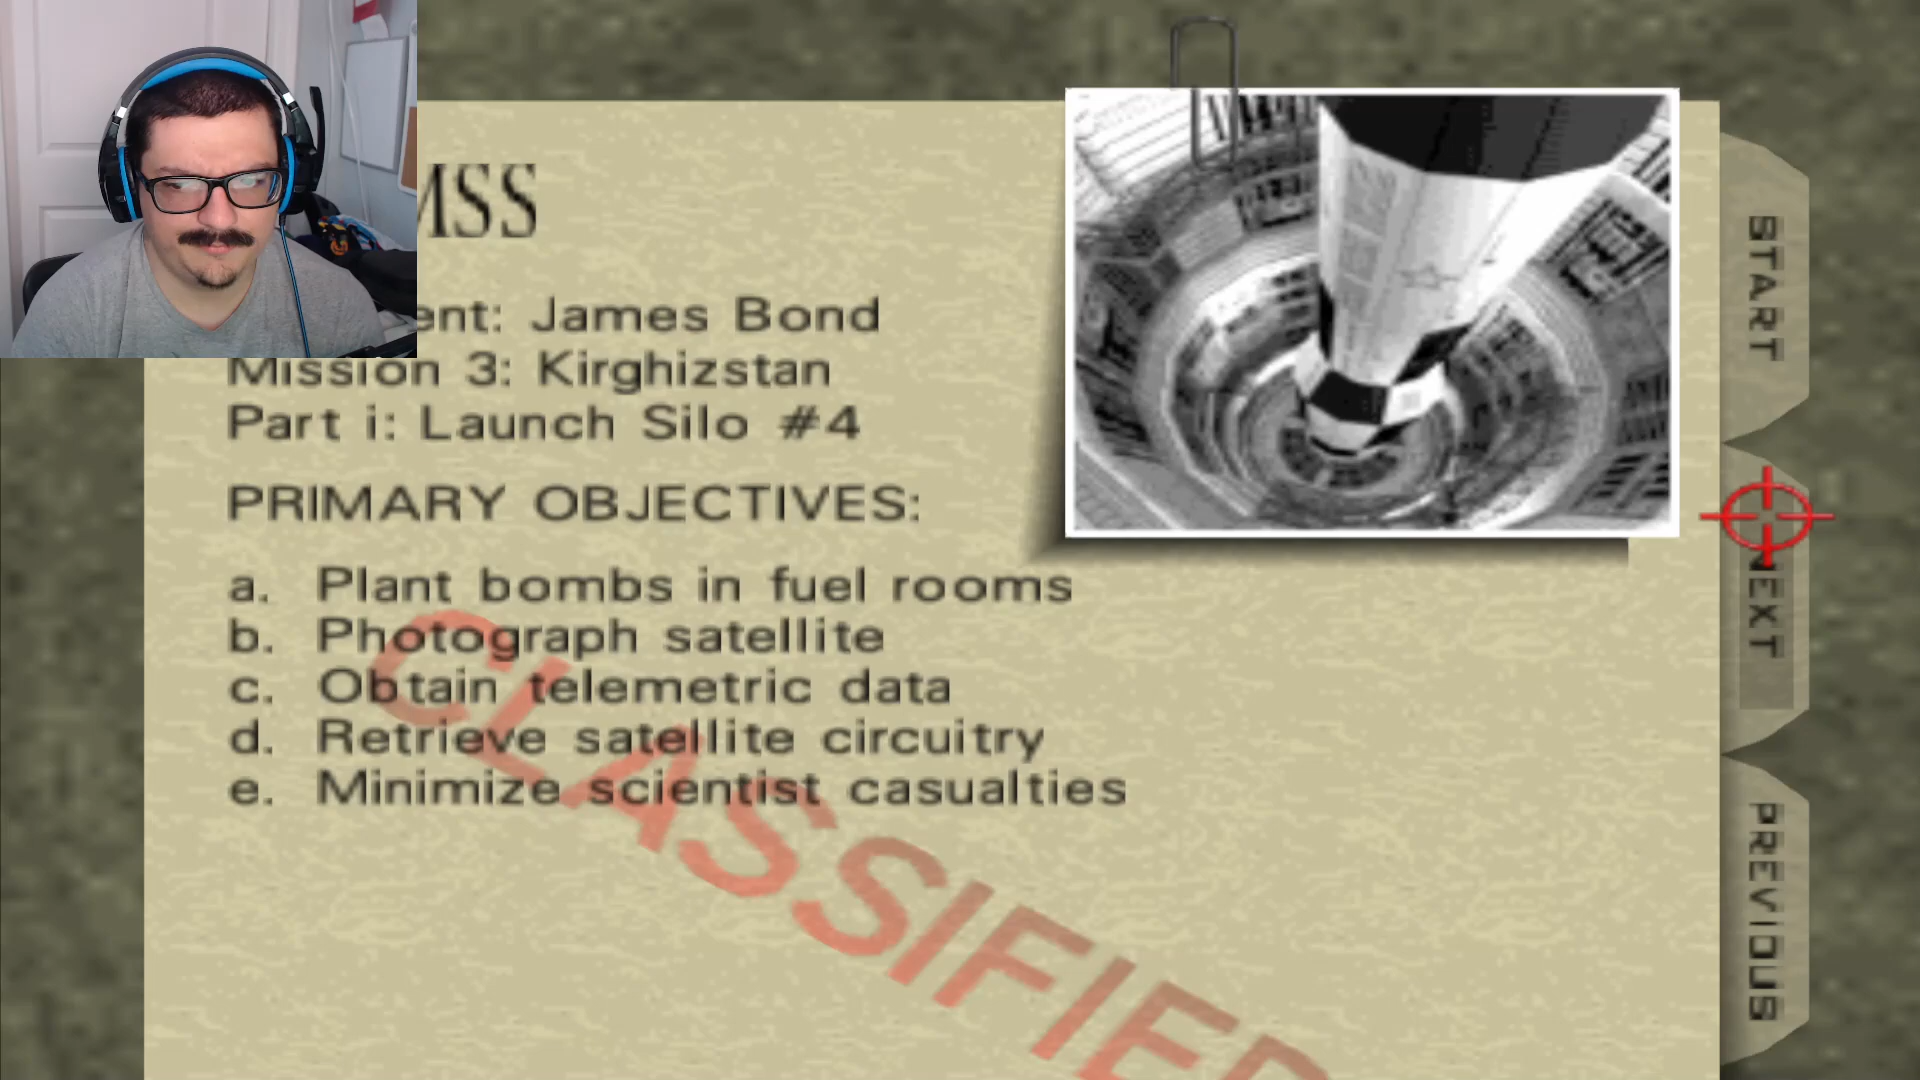 MSS
ent: James Bond
Mission 3: Kirghizstan
Part i: Launch Silo #4
PRIMARY OBJECTIVES:
a. Plant bombs in fuel rooms
b. Photograph satellite
c. Obtain telemetric data
d. Retrieve satellite circuitry
e. Minimize scientist casualties
CLASSIFIED
START
NEXT
PREVIOUS